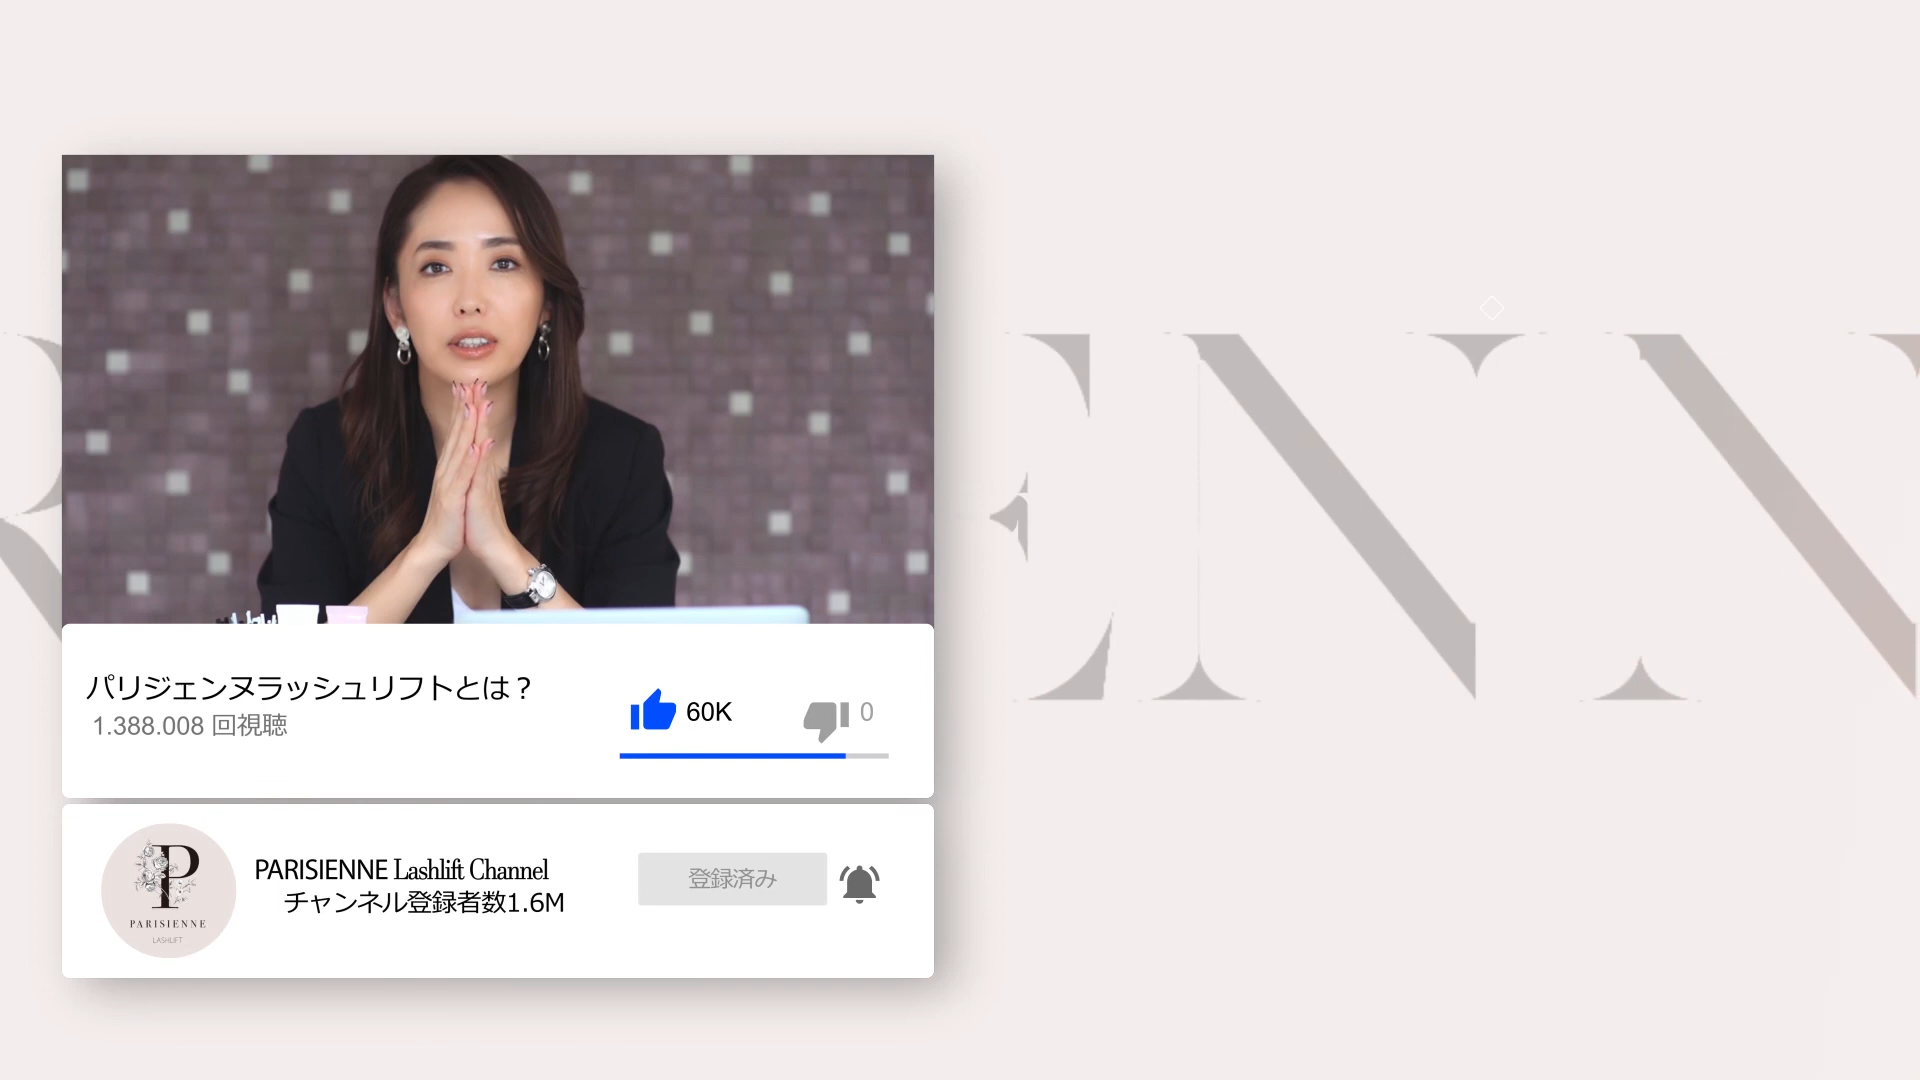 パリジェンヌラッシュリフトとは？
1.388.008 回視聴
60K
0
P
PARISIENNE
LASHLIFT
PARISIENNE Lashlift Channel
チャンネル登録者数1.6M
登録済み
R
ENN